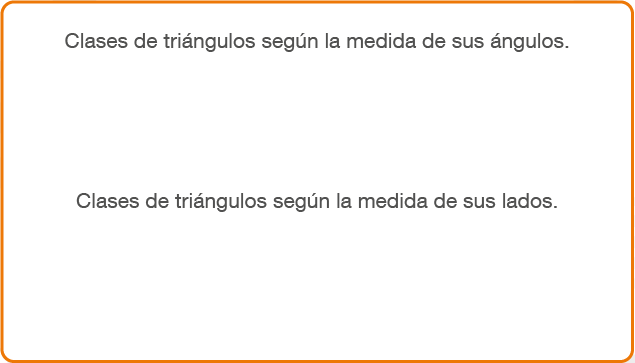 Clases de triángulos según la medida de sus ángulos.
Clases de triángulos según la medida de sus lados.